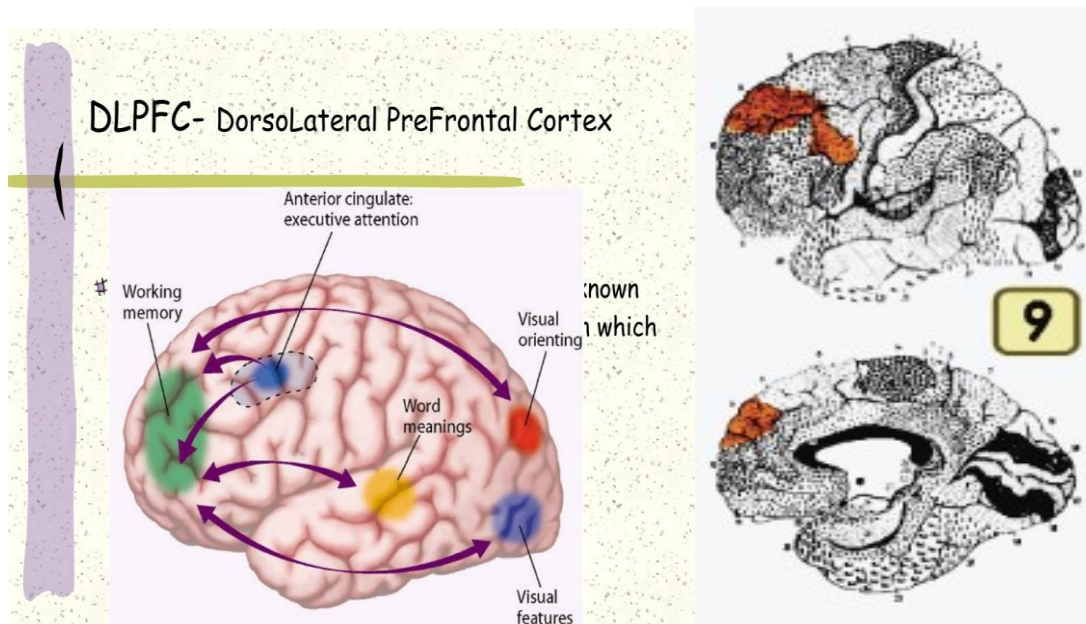 DLPFC- DorsoLateral PreFrontal Cortex
Anterior cingulate:
executive attention
Working
memory
known
which
Visual
orienting
Word
meanings
Visual
features
9